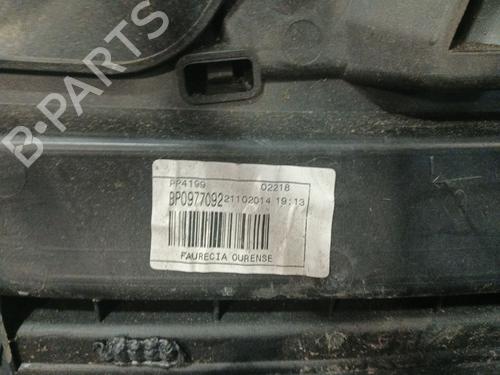 B-PARTS
PP4199 02218
BP0977092 21102014 19:13
FAURECIA OURENSE